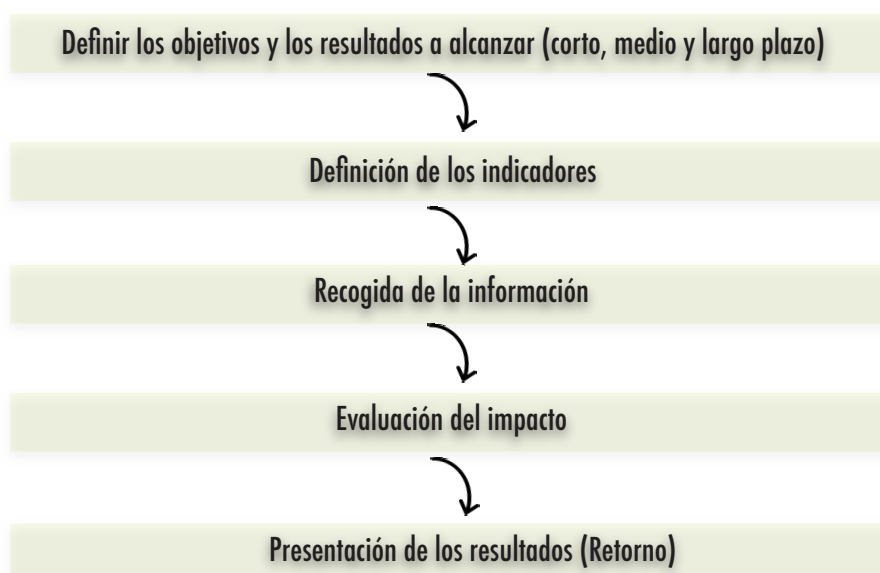 Definir los objetivos y los resultados a alcanzar (corto, medio y largo plazo)
Definición de los indicadores
Recogida de la información
Evaluación del impacto
Presentación de los resultados (Retorno)